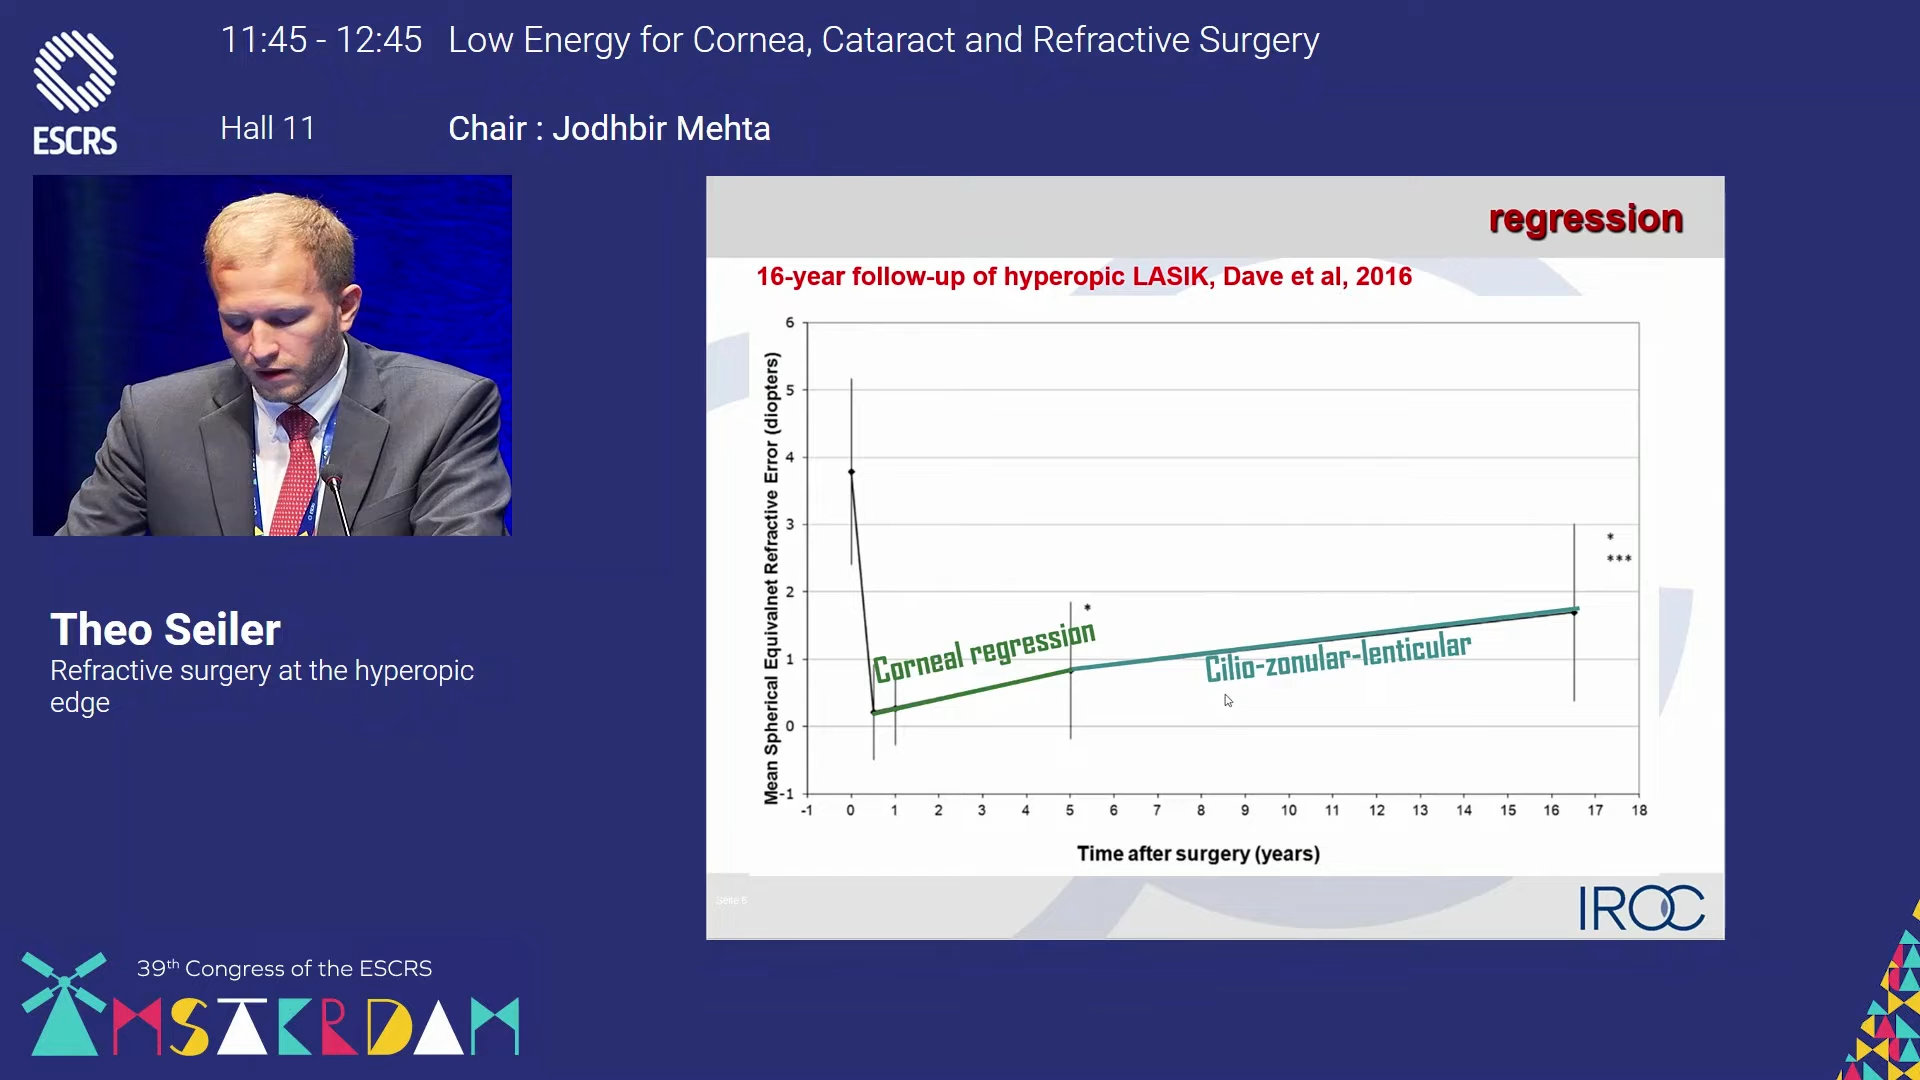 11:45 - 12:45 Low Energy for Cornea, Cataract and Refractive Surgery
ESCRS
Hall 11 Chair : Jodhbir Mehta
regression
16-year follow-up of hyperopic LASIK, Dave et al, 2016
Mean Spherical Equivalnet Refractive Error (diopters)
6
5
4
3
2
1
0
-1
*
***
*
Corneal regression
Cilio-zonular-lenticular
-1 0 1 2 3 4 5 6 7 8 9 10 11 12 13 14 15 16 17 18
Time after surgery (years)
Seite 5
IROC
Theo Seiler
Refractive surgery at the hyperopic
edge
39th Congress of the ESCRS
AMSTERDAM